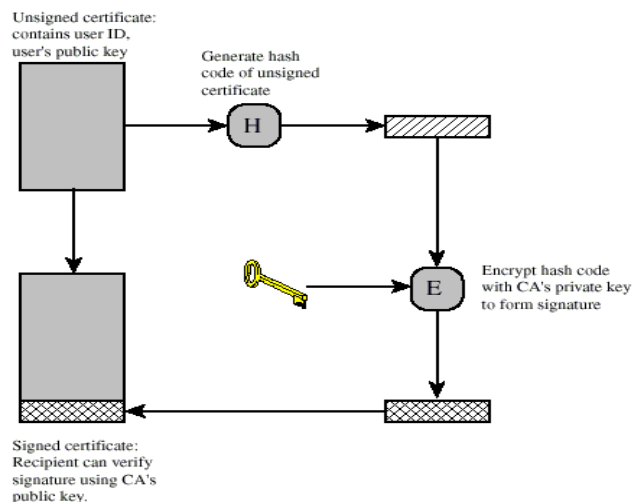 Unsigned certificate:
contains user ID,
user's public key
Generate hash
code of unsigned
certificate
H
E
Encrypt hash code
with CA's private key
to form signature
Signed certificate:
Recipient can verify
signature using CA's
public key.